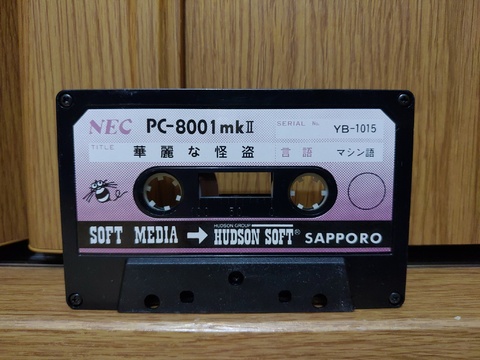 NEC PC-8001mkⅡ SERIAL No. YB-1015
TITLE 華麗な怪盗 言語 マシン語
HUDSON GROUP
SOFT MEDIA → HUDSON SOFT® SAPPORO